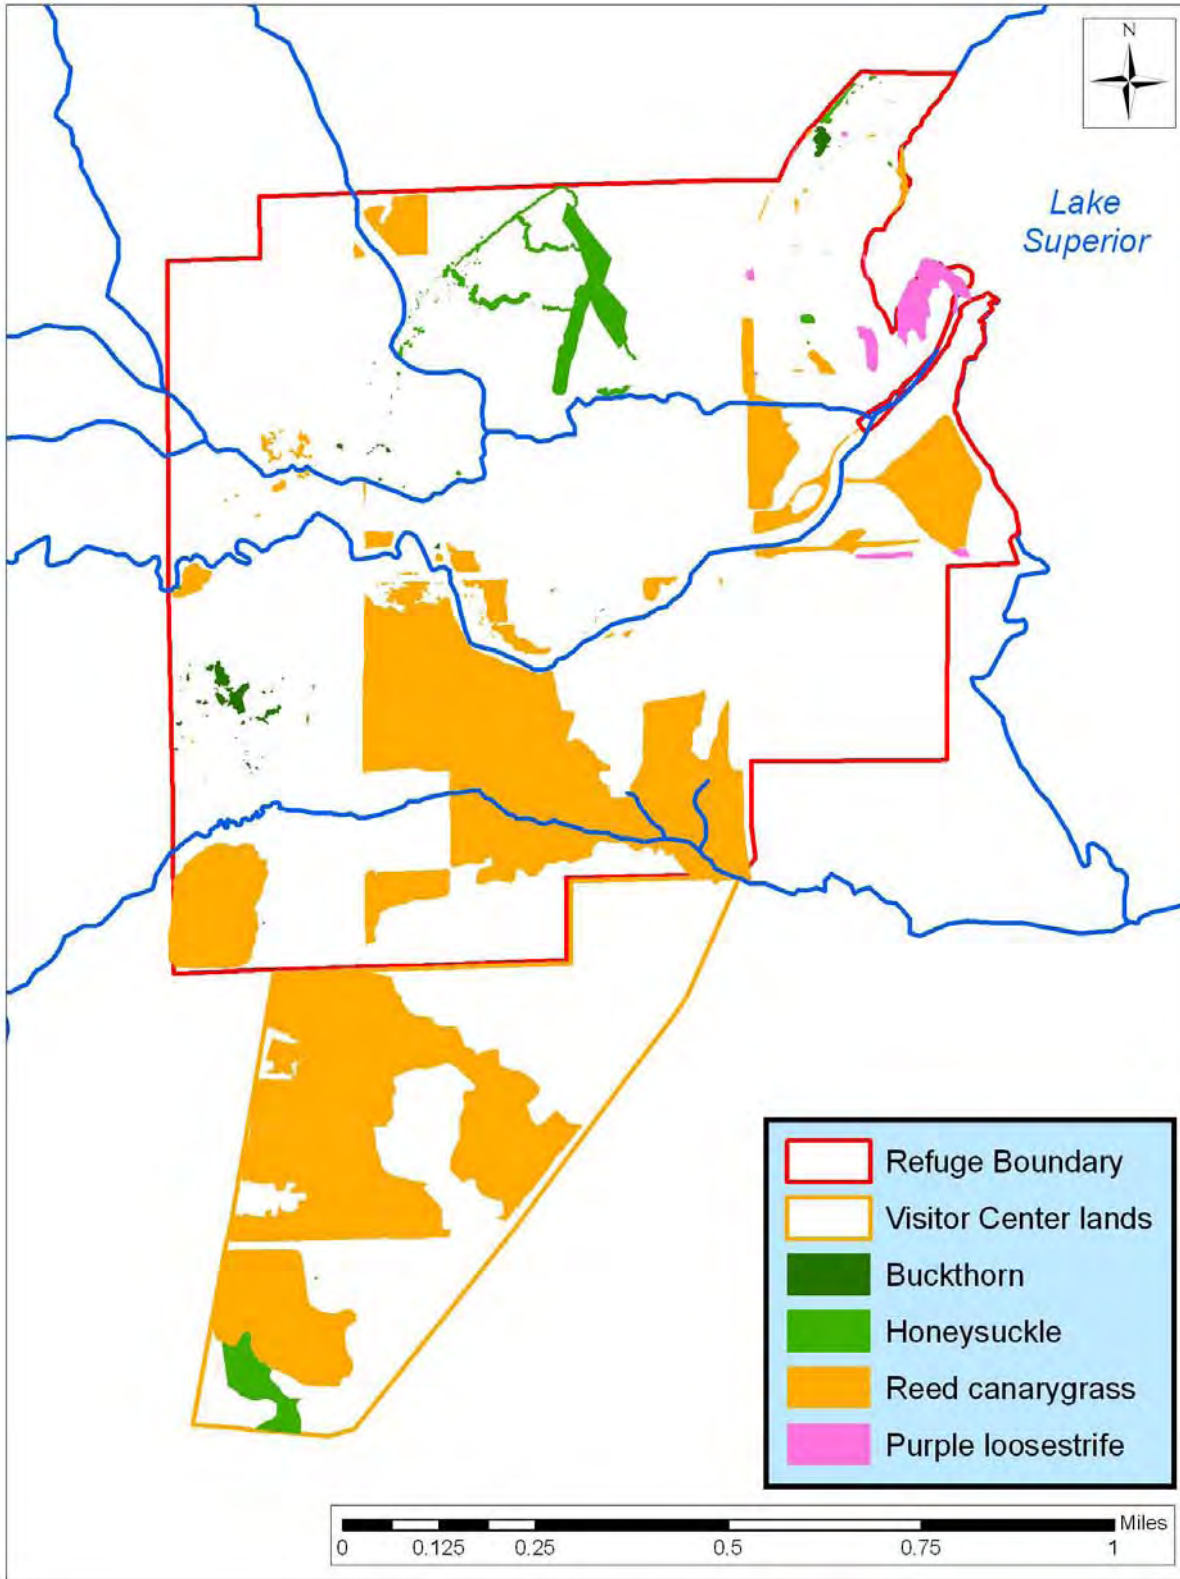 N
Lake
Superior
Refuge Boundary
Visitor Center lands
Buckthorn
Honeysuckle
Reed canarygrass
Purple loosestrife
Miles
0 0.125 0.25 0.5 0.75 1